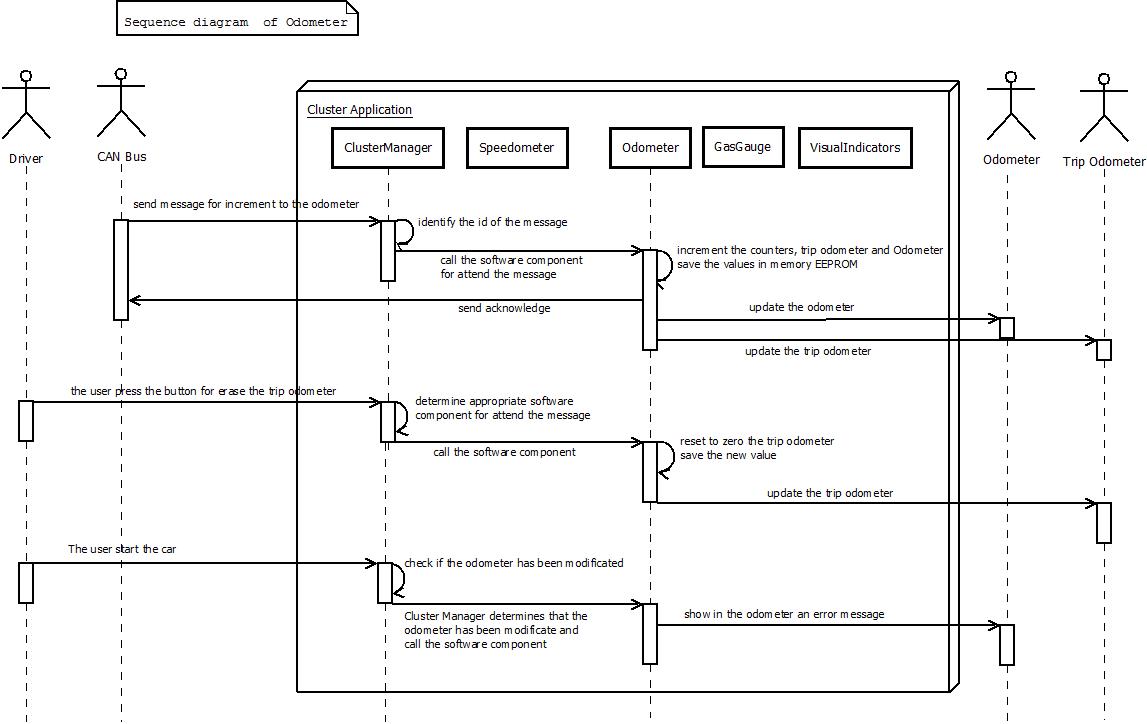 Sequence diagram  of Odometer
Driver
CAN Bus
Cluster Application
ClusterManager
Speedometer
Odometer
GasGauge
VisualIndicators
Odometer
Trip Odometer
send message for increment to the odometer
identify the id of the message
call the software component
for attend the message
increment the counters, trip odometer and Odometer
save the values in memory EEPROM
send acknowledge
update the odometer
update the trip odometer
the user press the button for erase the trip odometer
determine appropriate software
component for attend the message
call the software component
reset to zero the trip odometer
save the new value
update the trip odometer
The user start the car
check if the odometer has been modificated
Cluster Manager determines that the
odometer has been modificate and
call the software component
show in the odometer an error message